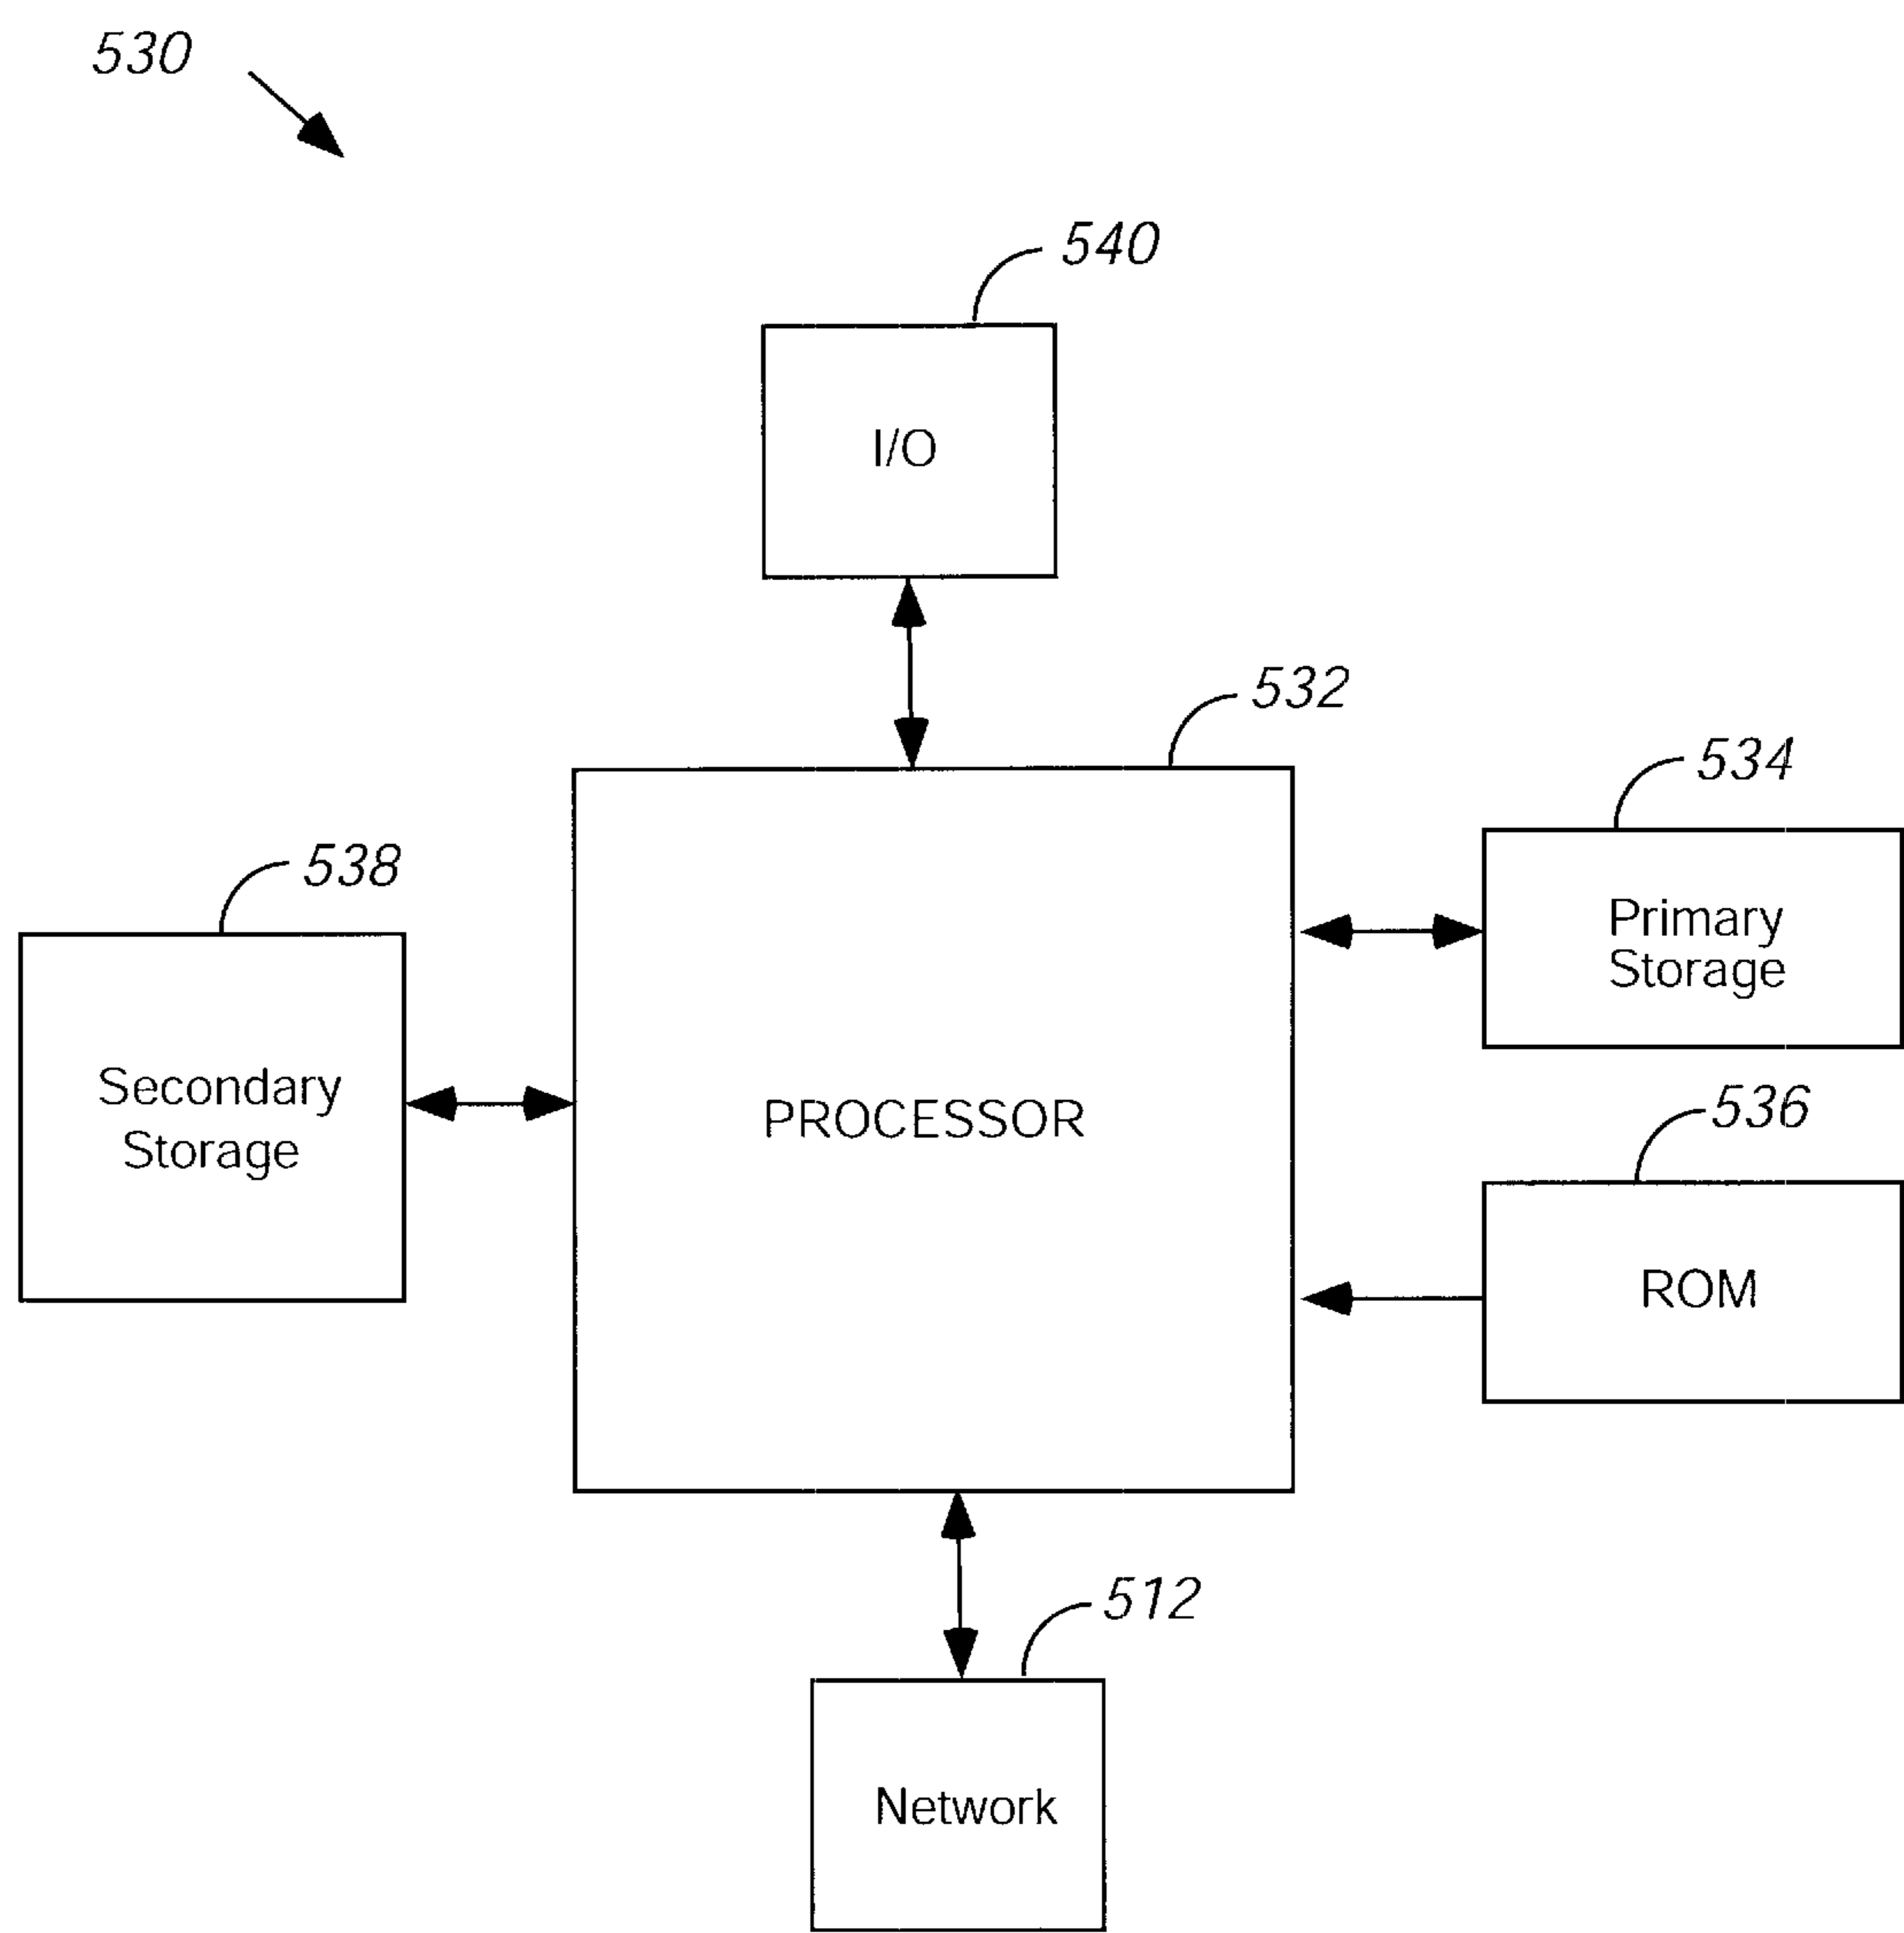 530
540
I/O
532
534
538
Primary
Storage
Secondary
Storage
PROCESSOR
536
ROM
512
Network